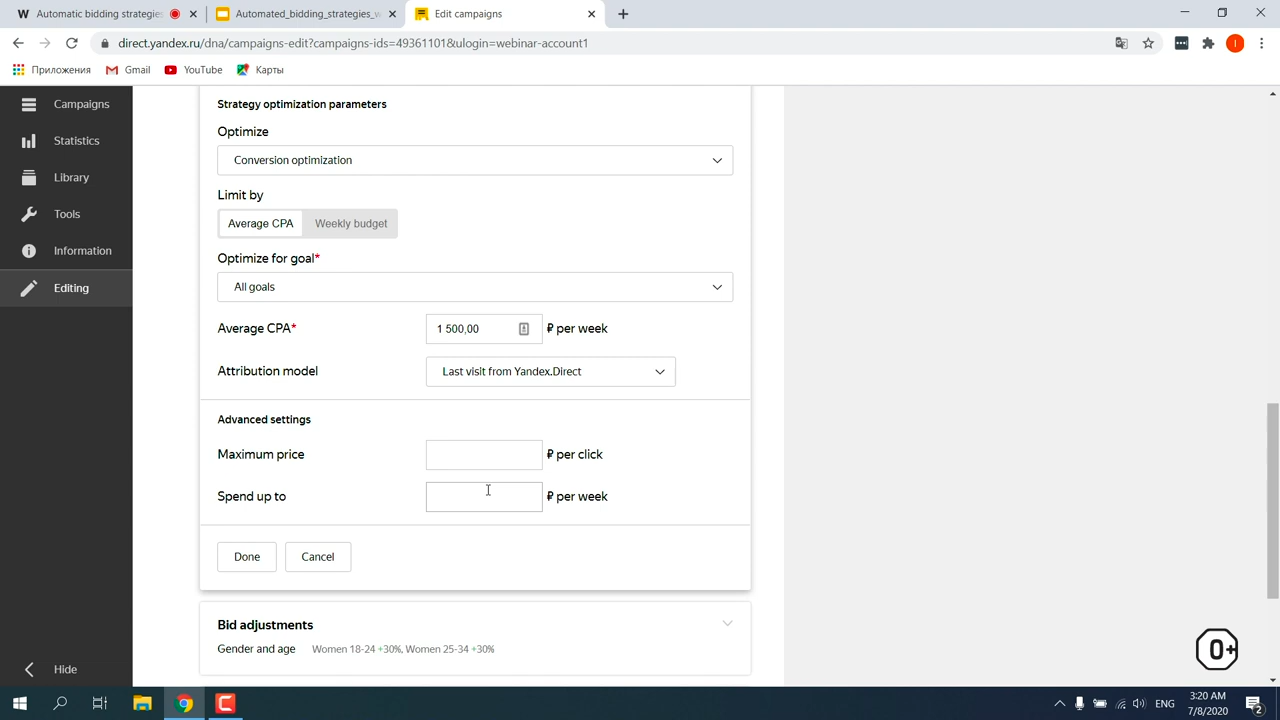 Automatic bidding strategies
Automated_bidding_strategies_w
Edit campaigns
direct.yandex.ru/dna/campaigns-edit?campaigns-ids=49361101&ulogin=webinar-account1
Приложения
Gmail
YouTube
Карты
Campaigns
Statistics
Library
Tools
Information
Editing
Hide
Strategy optimization parameters
Optimize
Conversion optimization
Limit by
Average CPA Weekly budget
Optimize for goal*
All goals
Average CPA* 1 500,00 ₽ per week
Attribution model Last visit from Yandex.Direct
Advanced settings
Maximum price ₽ per click
Spend up to ₽ per week
Done Cancel
Bid adjustments
Gender and age Women 18-24 +30%, Women 25-34 +30%
0+
ENG
3:20 AM
7/8/2020
2